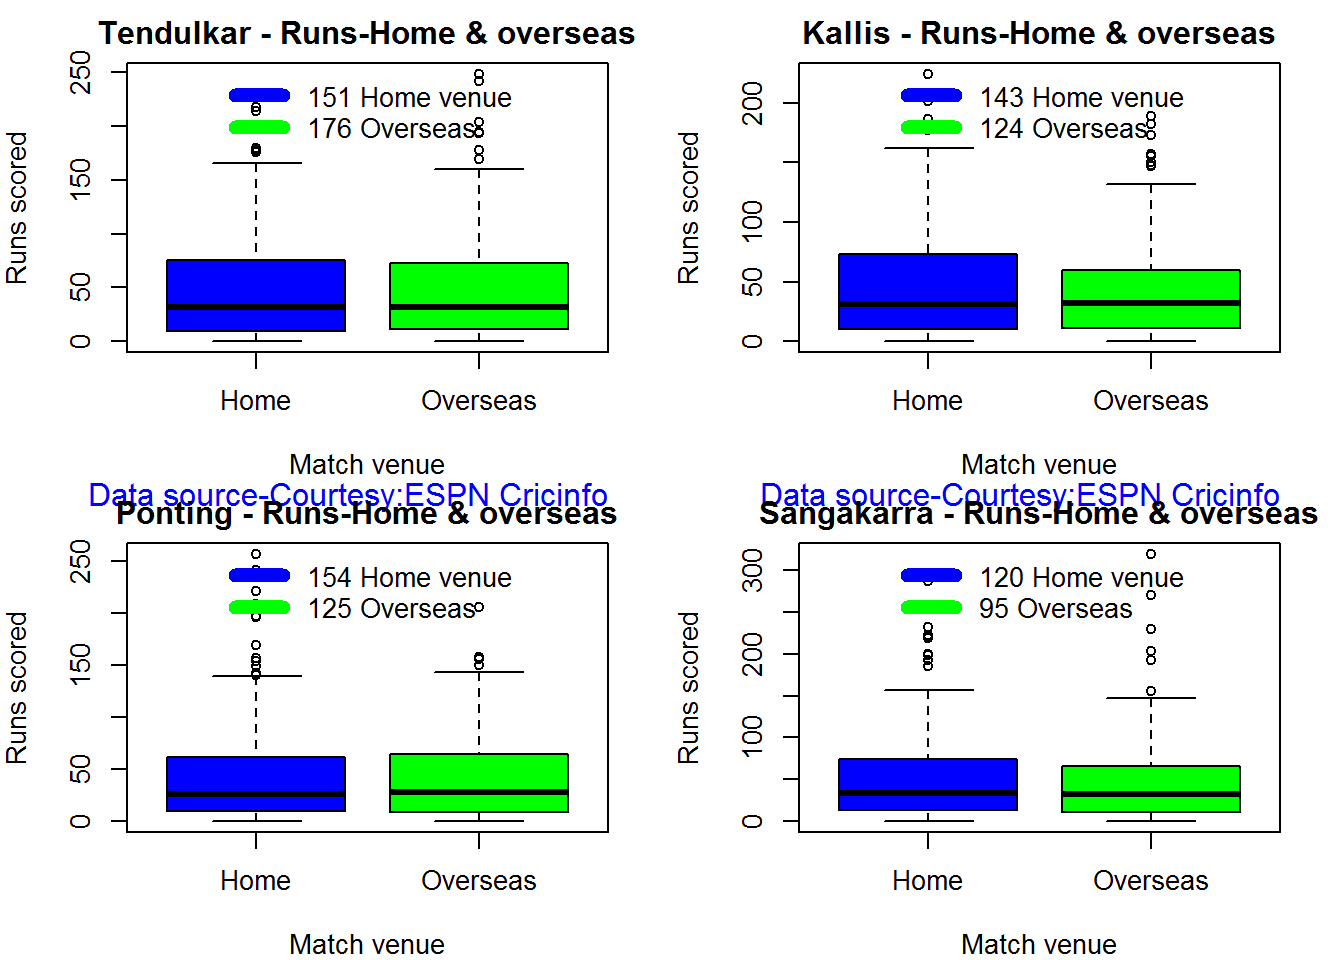 Tendulkar - Runs-Home & overseas
Runs scored
250
150
50
0
151 Home venue
176 Overseas
Home
Overseas
Match venue
Data source-Courtesy:ESPN Cricinfo
Kallis - Runs-Home & overseas
Runs scored
200
100
50
0
143 Home venue
124 Overseas
Home
Overseas
Match venue
Data source-Courtesy:ESPN Cricinfo
Ponting - Runs-Home & overseas
Runs scored
250
150
50
0
154 Home venue
125 Overseas
Home
Overseas
Match venue
Sangakarra - Runs-Home & overseas
Runs scored
300
200
100
0
120 Home venue
95 Overseas
Home
Overseas
Match venue